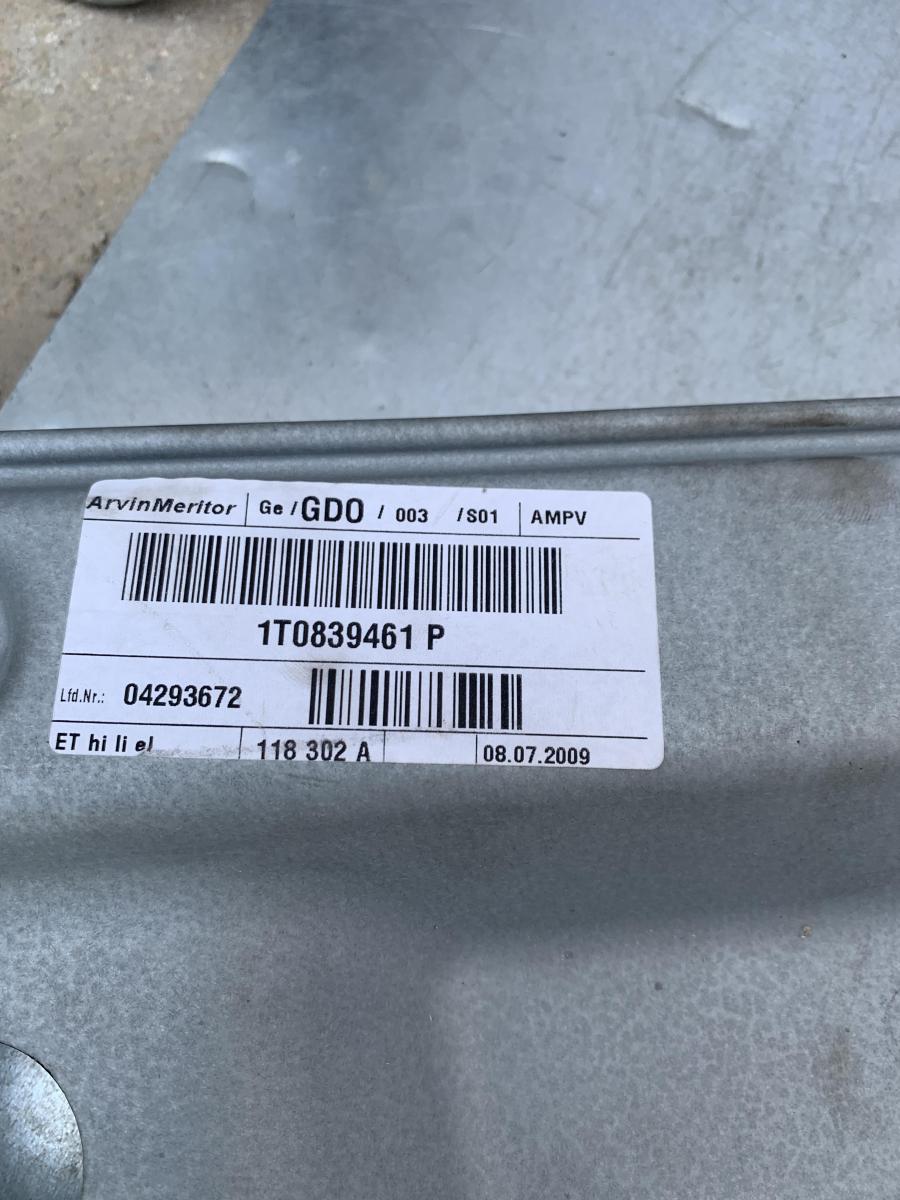 ArvinMeritor Ge / GDO / 003 /S01 AMPV
1T0839461 P
Lfd.Nr.: 04293672
ET hi li el 118 302 A 08.07.2009